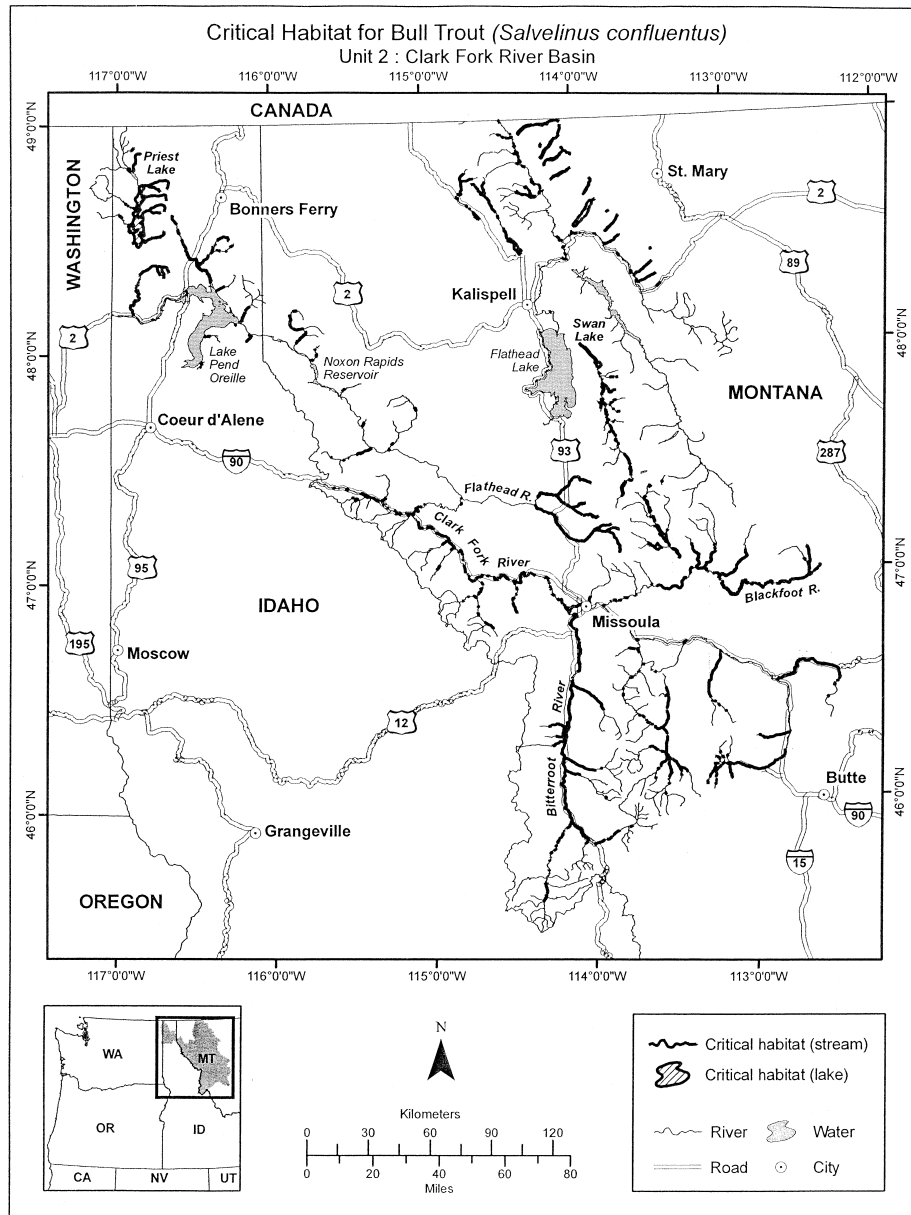 Critical Habitat for Bull Trout (Salvelinus confluentus)
Unit 2 : Clark Fork River Basin
117°0'0"W 116°0'0"W 115°0'0"W 114°0'0"W 113°0'0"W 112°0'0"W
CANADA
49°0'0"N
49°0'0"N
WASHINGTON
Priest
Lake
Bonners Ferry
St. Mary
2
89
2
Kalispell
2
48°0'0"N
48°0'0"N
Lake
Pend
Oreille
Noxon Rapids
Reservoir
Flathead
Lake
Swan
Lake
MONTANA
Coeur d'Alene
90
93
287
Flathead R.
Clark
Fork
River
95
47°0'0"N
47°0'0"N
IDAHO
Blackfoot R.
Missoula
195
Moscow
12
Bitterroot
River
Butte
46°0'0"N
46°0'0"N
90
Grangeville
15
OREGON
117°0'0"W 116°0'0"W 115°0'0"W 114°0'0"W 113°0'0"W
WA
MT
OR
ID
CA
NV
UT
N
Kilometers
0 30 60 90 120
0 20 40 60 80
Miles
Critical habitat (stream)
Critical habitat (lake)
River
Water
Road
City